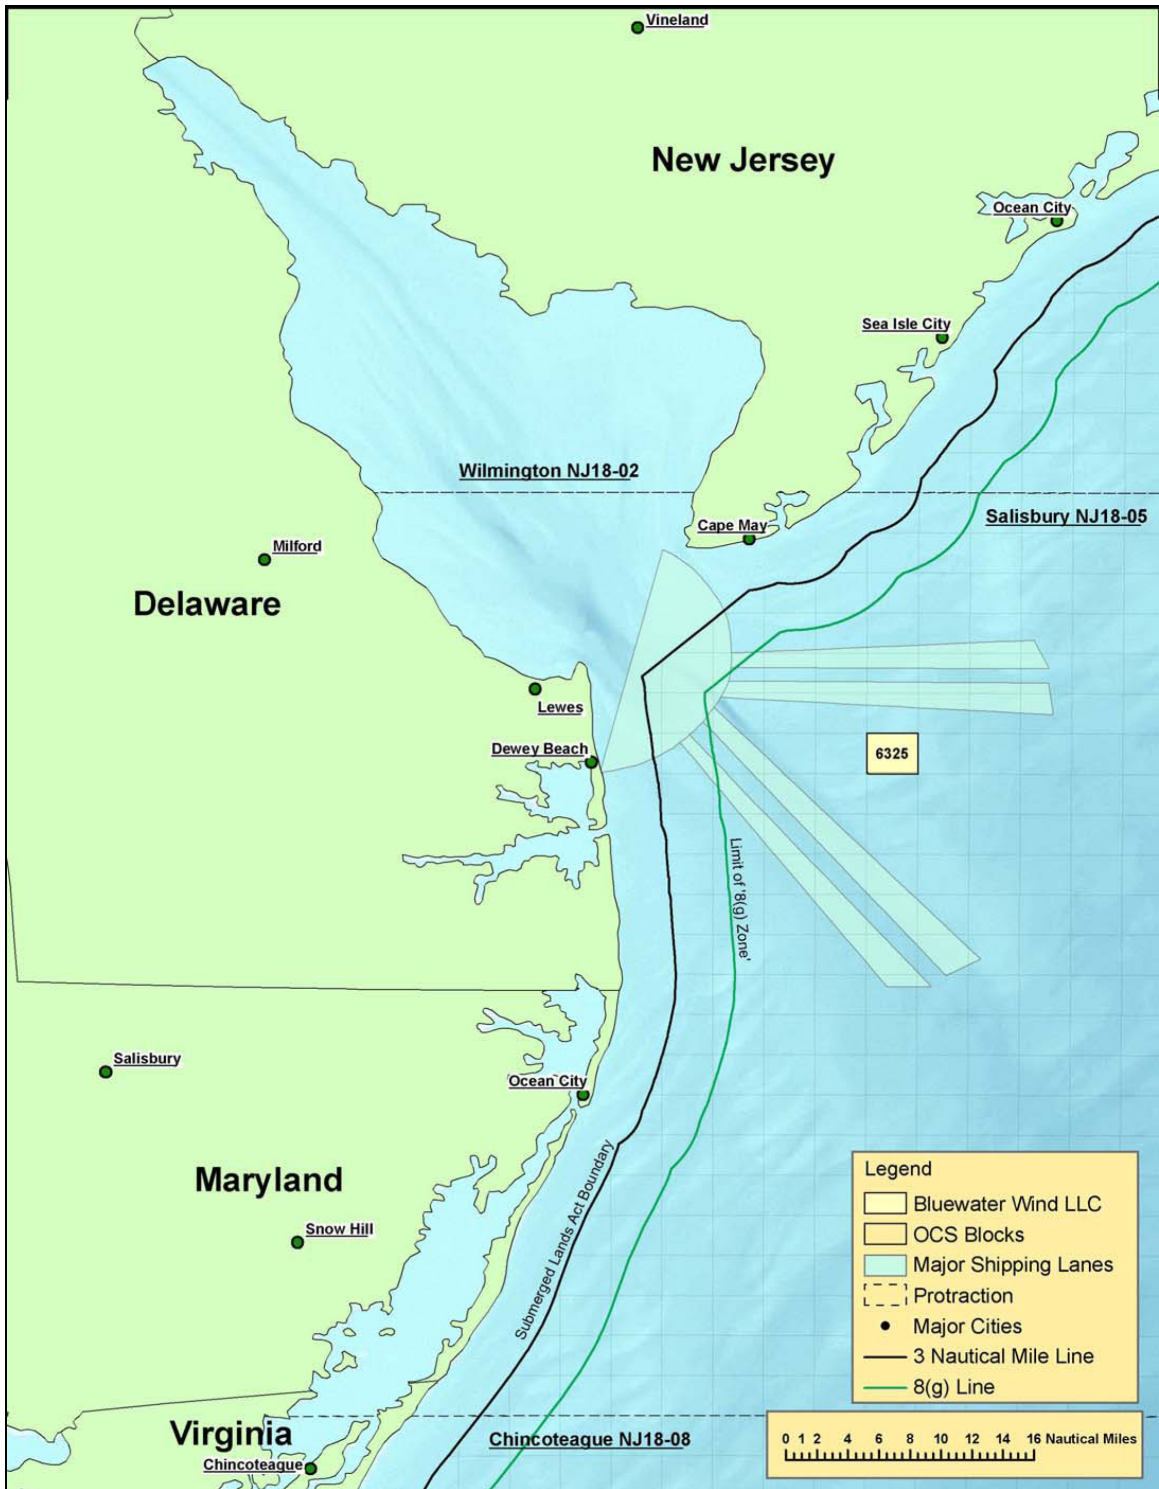 Vineland
New Jersey
Ocean City
Sea Isle City
Wilmington NJ18-02
Salisbury NJ18-05
Cape May
Milford
Delaware
Lewes
Dewey Beach
6325
Limit of '8(g) Zone'
Salisbury
Ocean City
Maryland
Snow Hill
Submerged Lands Act Boundary
Virginia
Chincoteague
Chincoteague NJ18-08
Legend
Bluewater Wind LLC
OCS Blocks
Major Shipping Lanes
Protraction
Major Cities
3 Nautical Mile Line
8(g) Line
0 1 2 4 6 8 10 12 14 16 Nautical Miles